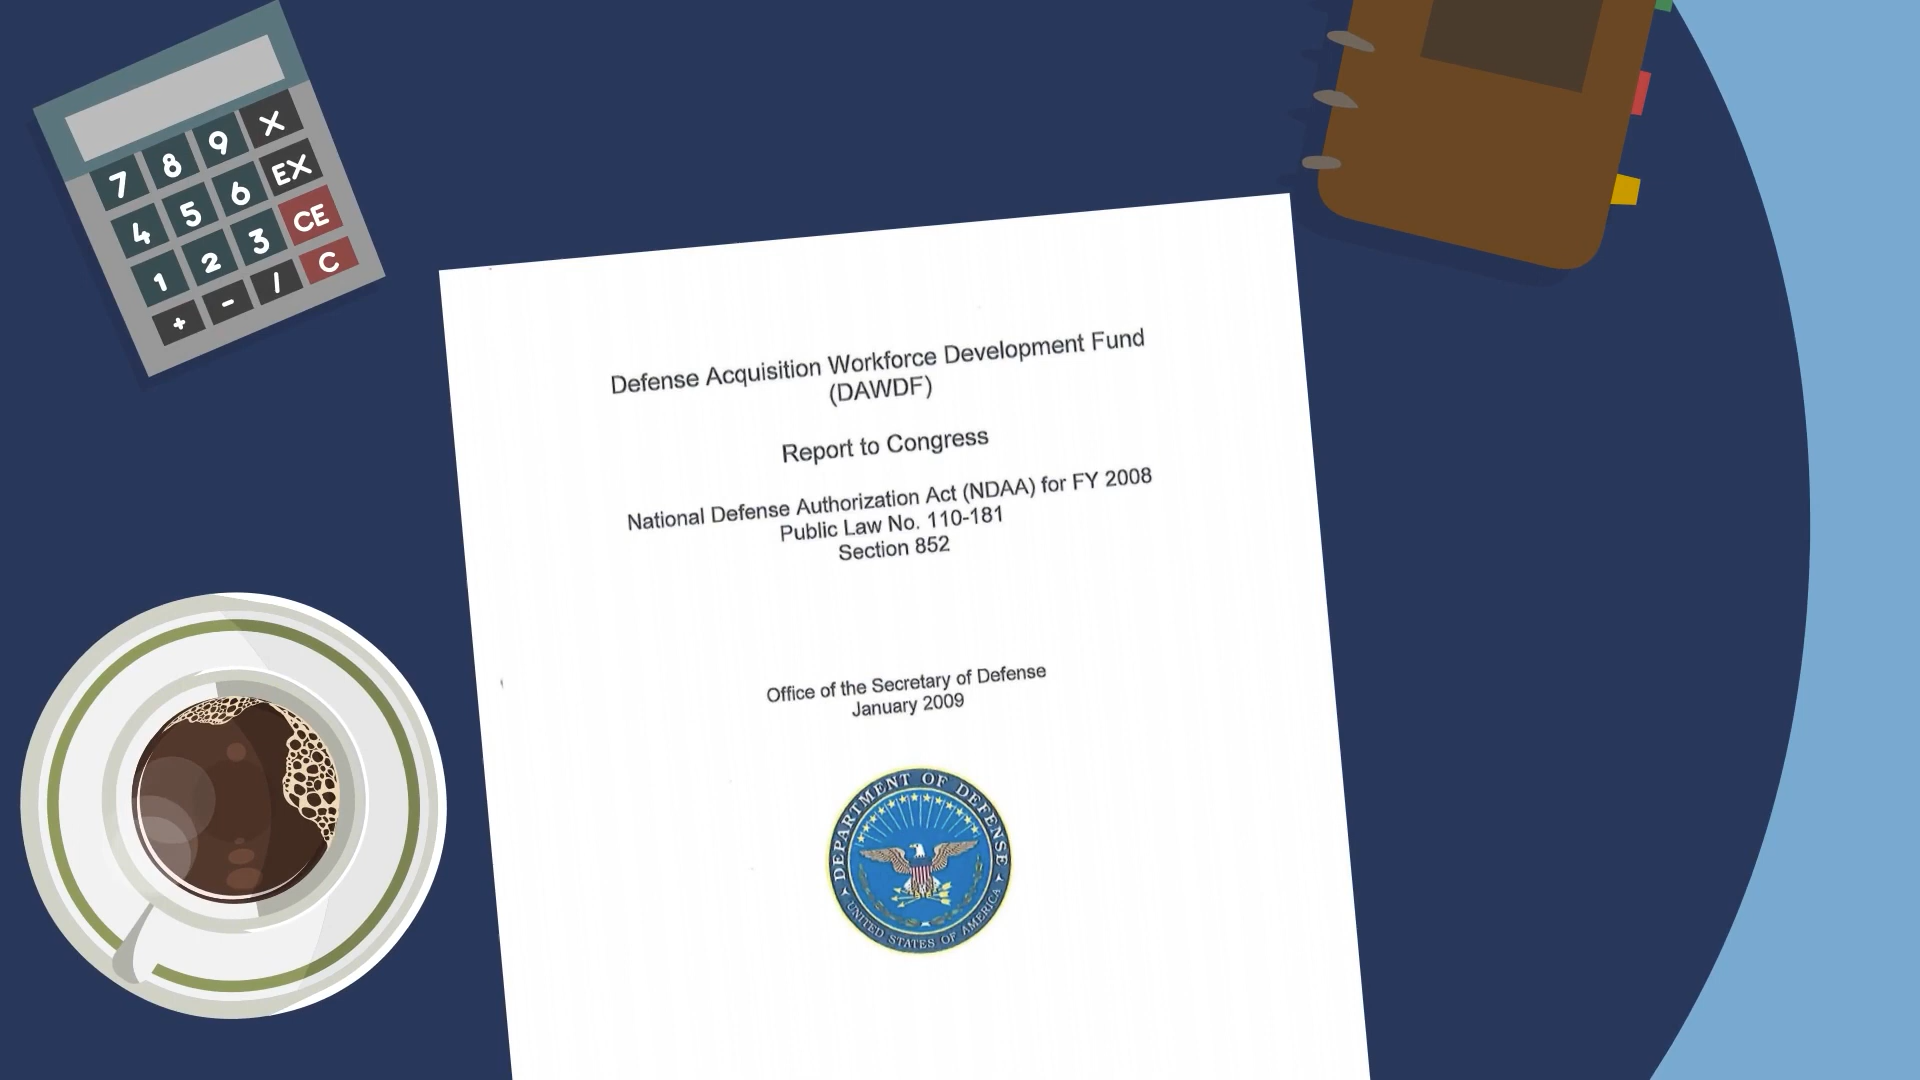 7 8 9 X
4 5 6 EX
1 2 3 CE
+ - / C
Defense Acquisition Workforce Development Fund
(DAWDF)
Report to Congress
National Defense Authorization Act (NDAA) for FY 2008
Public Law No. 110-181
Section 852
Office of the Secretary of Defense
January 2009
DEPARTMENT OF DEFENSE
UNITED STATES OF AMERICA